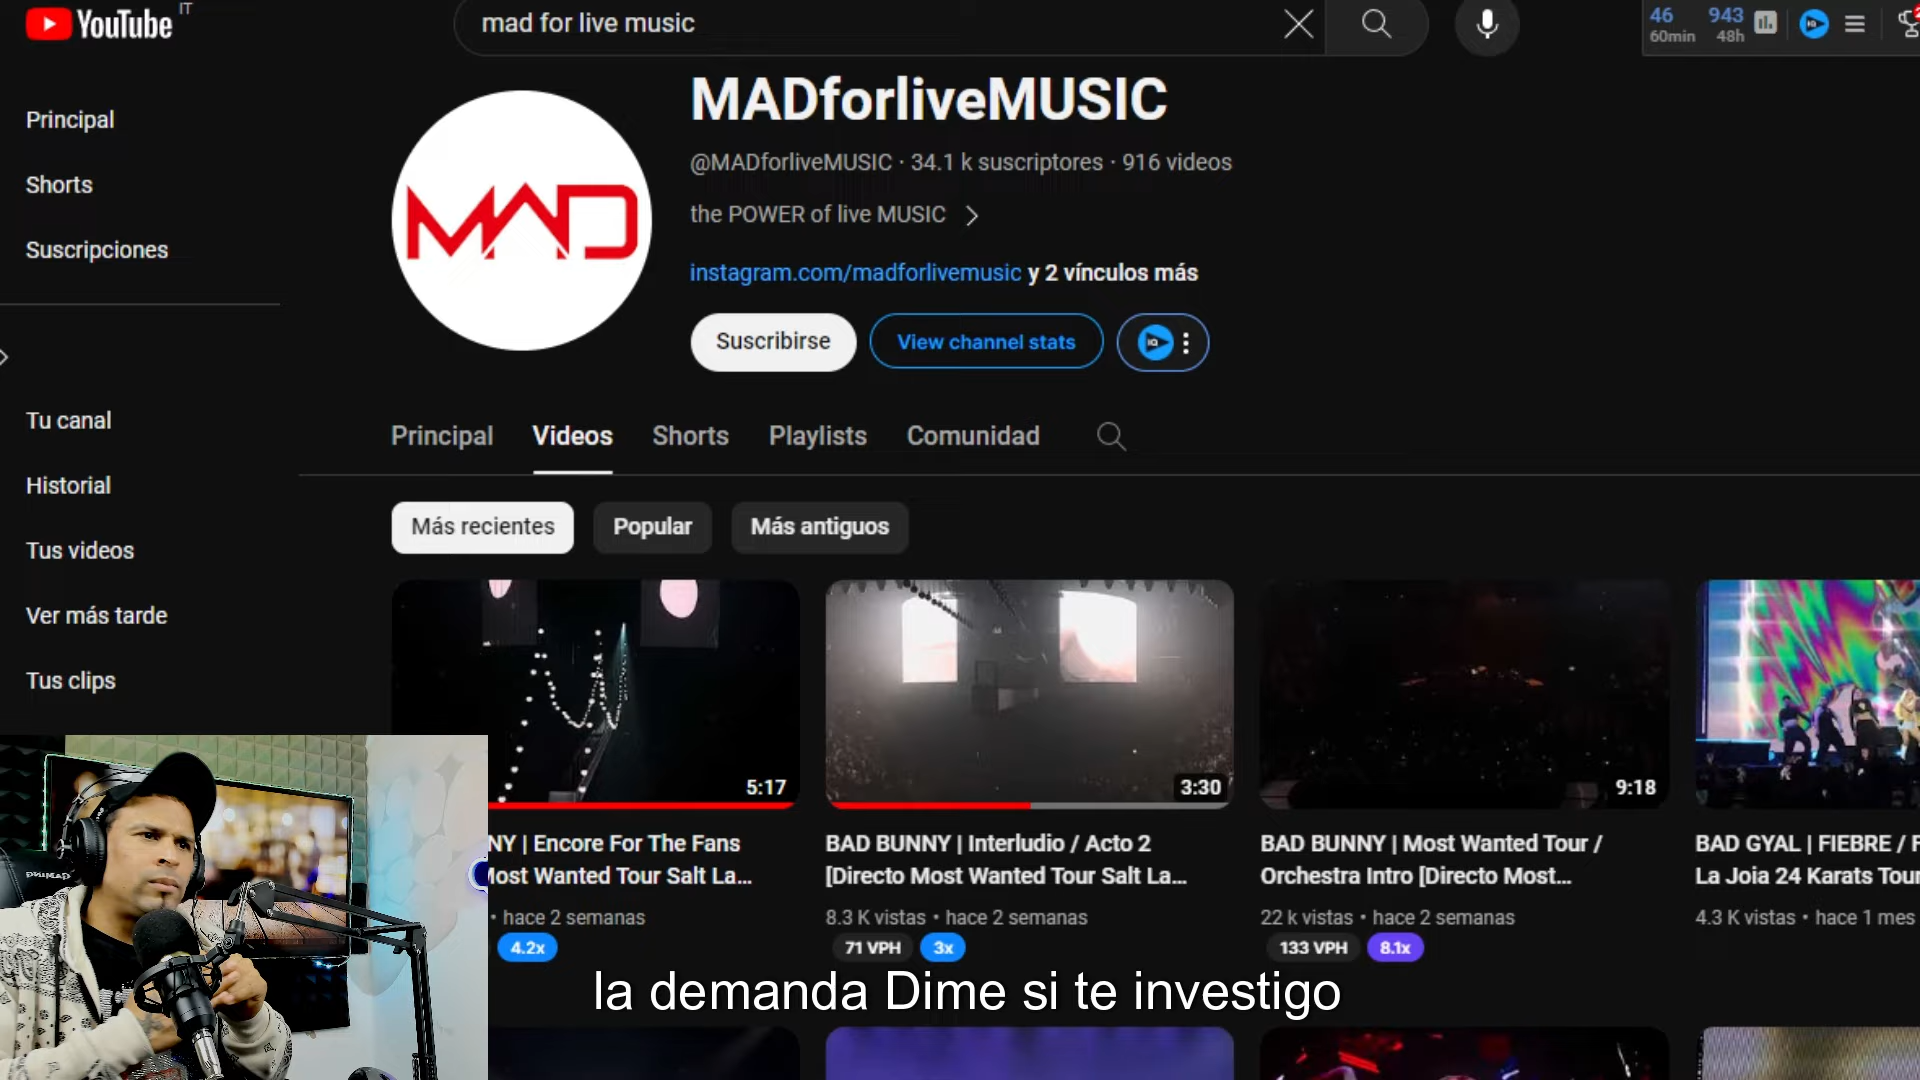 YouTube IT
mad for live music
46 943
60min 48h
Principal
Shorts
Suscripciones
Tu canal
Historial
Tus videos
Ver más tarde
Tus clips
MAD
MADforliveMUSIC
@MADforliveMUSIC · 34.1 k suscriptores · 916 videos
the POWER of live MUSIC
instagram.com/madforlivemusic y 2 vínculos más
Suscribirse View channel stats IQ
Principal Videos Shorts Playlists Comunidad
Más recientes Popular Más antiguos
5:17 3:30 9:18
NY | Encore For The Fans
Most Wanted Tour Salt La...
• hace 2 semanas
4.2x
BAD BUNNY | Interludio / Acto 2
[Directo Most Wanted Tour Salt La...
8.3 K vistas • hace 2 semanas
71 VPH 3x
BAD BUNNY | Most Wanted Tour /
Orchestra Intro [Directo Most...
22 k vistas • hace 2 semanas
133 VPH 8.1x
BAD GYAL | FIEBRE / F
La Joia 24 Karats Tour
4.3 K vistas • hace 1 mes
GAMING
la demanda Dime si te investigo